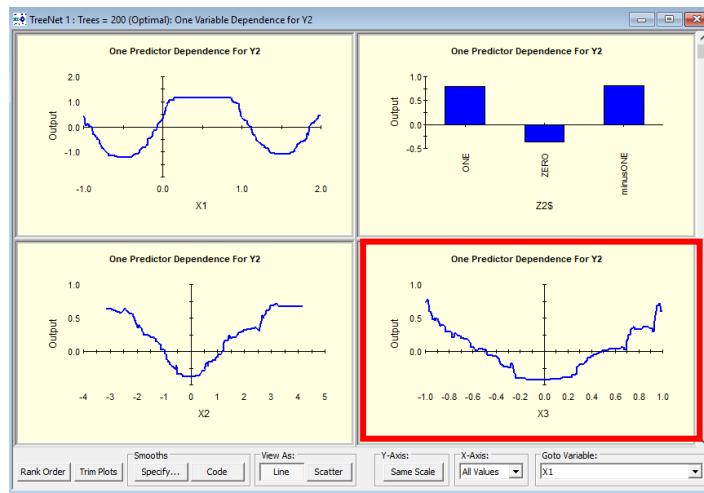 TreeNet 1 : Trees = 200 (Optimal): One Variable Dependence for Y2
One Predictor Dependence For Y2
2.0
1.0
0.0
-1.0
Output
-1.0 0.0 1.0 2.0
X1
One Predictor Dependence For Y2
1.0
0.5
0.0
-0.5
Output
ONE ZERO minusONE
Z2$
One Predictor Dependence For Y2
1.0
0.5
0.0
Output
-4 -3 -2 -1 0 1 2 3 4 5
X2
One Predictor Dependence For Y2
1.0
0.5
0.0
Output
-1.0 -0.8 -0.6 -0.4 -0.2 0.0 0.2 0.4 0.6 0.8 1.0
X3
Smooths View As: Y-Axis: X-Axis: Goto Variable:
Rank Order Trim Plots Specify... Code Line Scatter Same Scale All Values X1